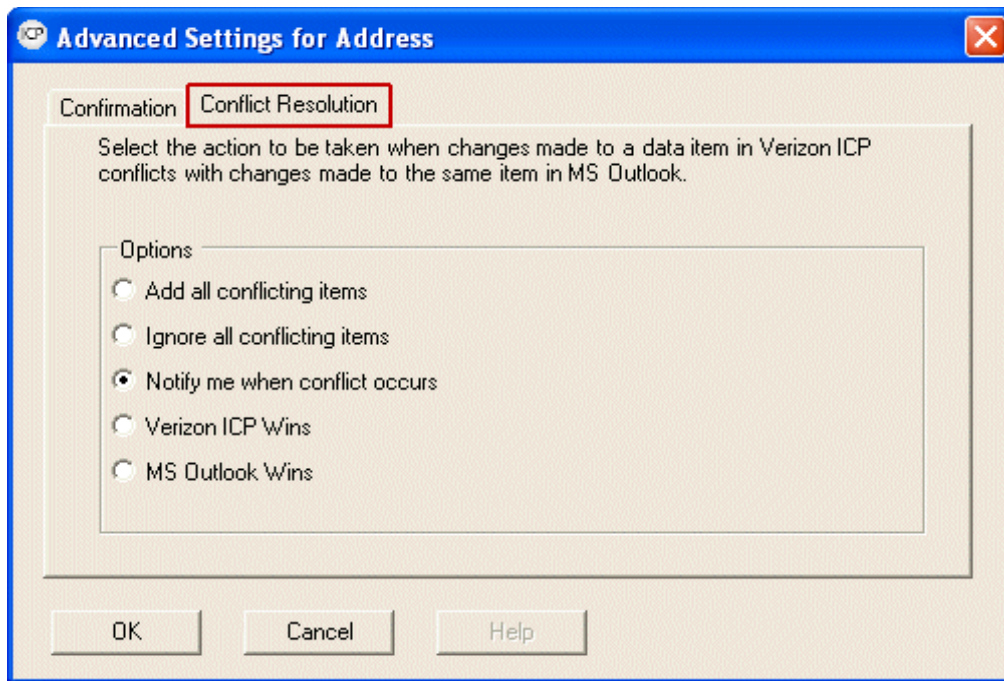 ICP Advanced Settings for Address
Confirmation Conflict Resolution
Select the action to be taken when changes made to a data item in Verizon ICP
conflicts with changes made to the same item in MS Outlook.
Options
Add all conflicting items
Ignore all conflicting items
Notify me when conflict occurs
Verizon ICP Wins
MS Outlook Wins
OK Cancel Help